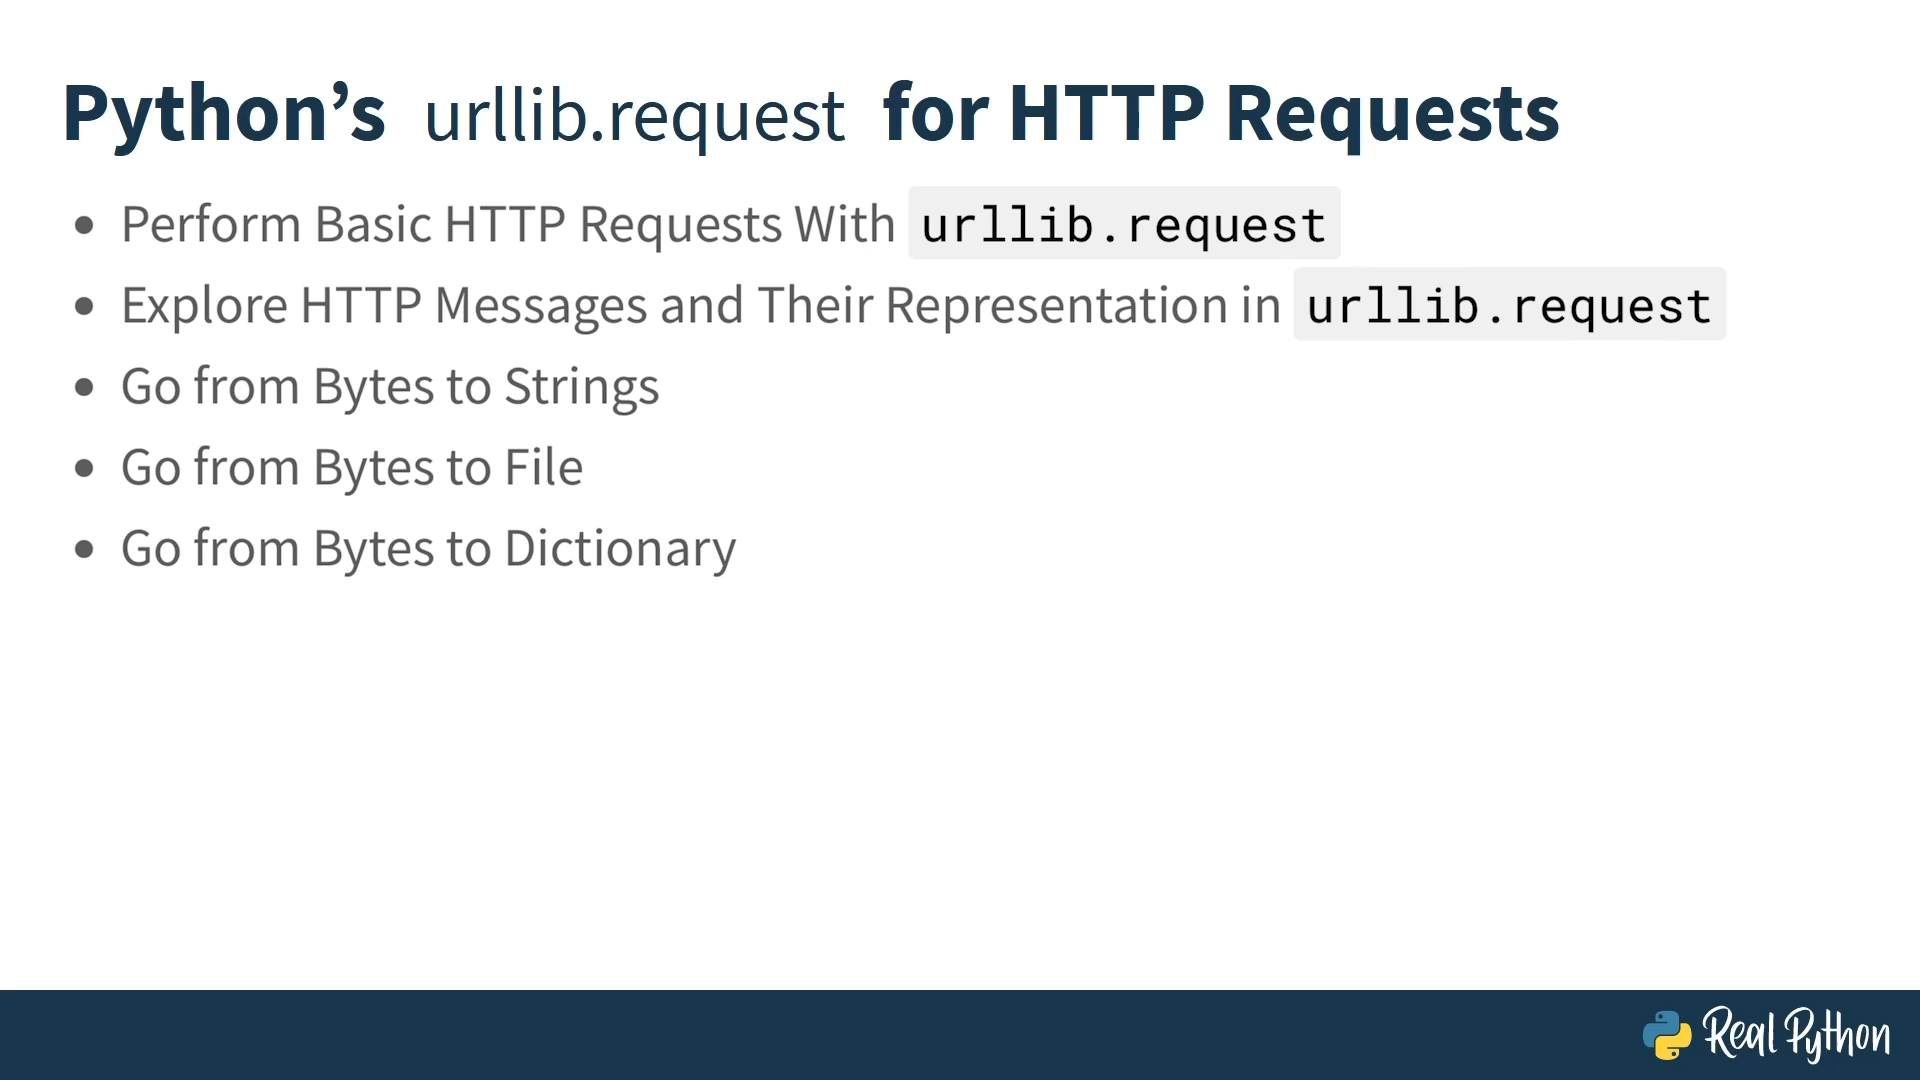 Python’s urllib.request for HTTP Requests
• Perform Basic HTTP Requests With urllib.request
• Explore HTTP Messages and Their Representation in urllib.request
• Go from Bytes to Strings
• Go from Bytes to File
• Go from Bytes to Dictionary
Real Python